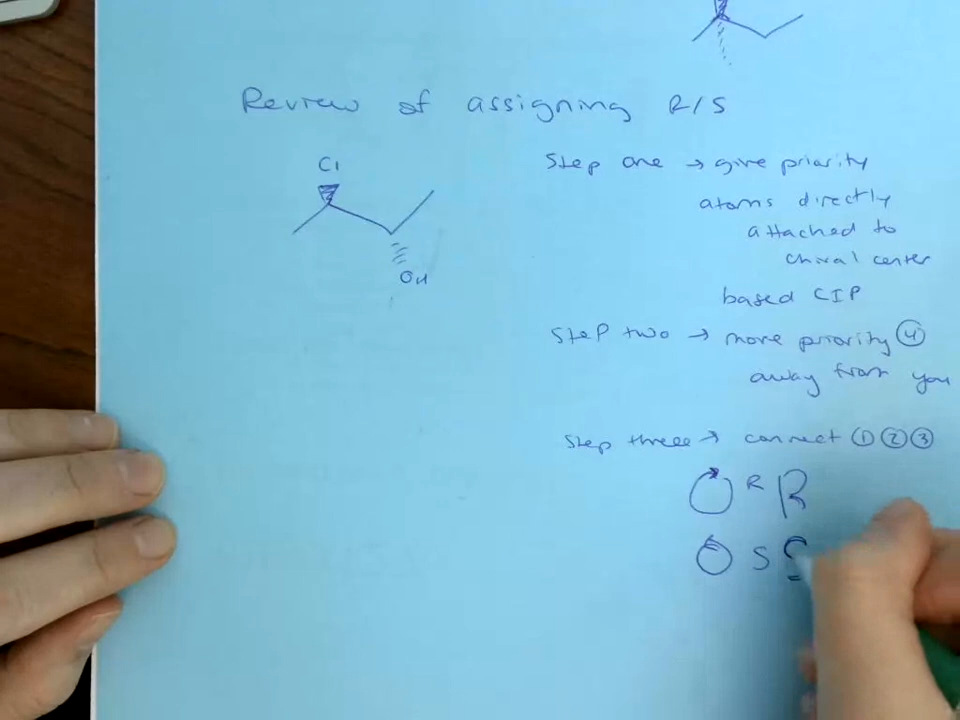 Review of assigning R/S
Cl
OH
Step one → give priority
atoms directly
attached to
chiral center
based CIP
Step two → move priority ④
away from you
Step three → connect ① ② ③
R R
S S